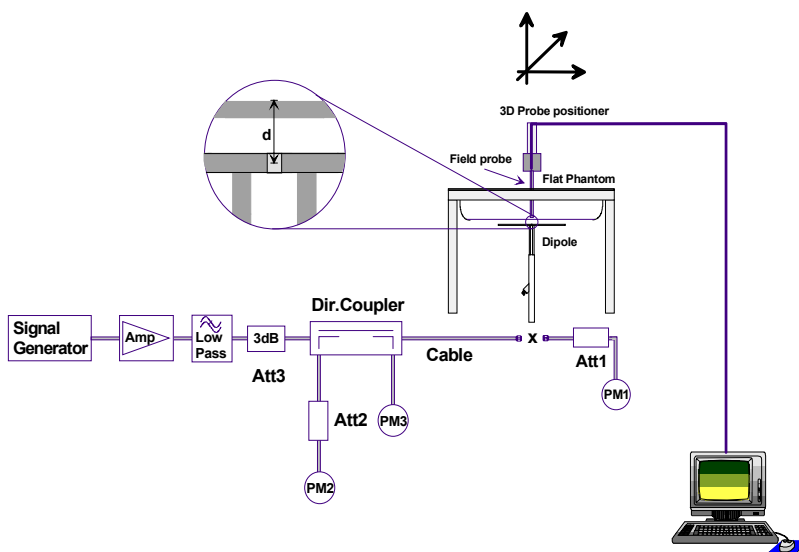 3D Probe positioner
d
Field probe
Flat Phantom
Dipole
Dir.Coupler
Signal
Generator
Amp
Low
Pass
3dB
Cable
x
Att1
Att3
PM1
Att2
PM3
PM2